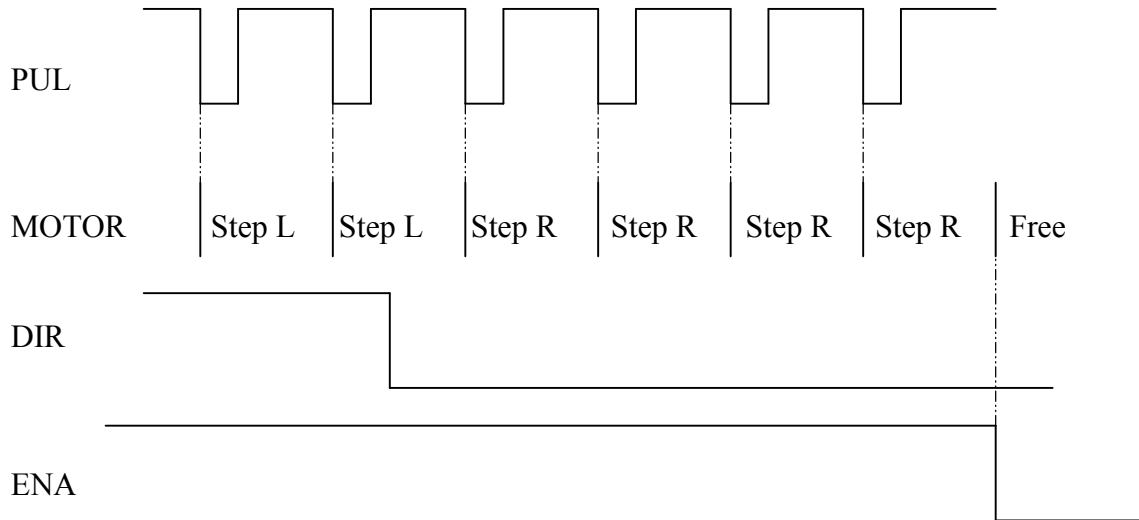 PUL
MOTOR Step L Step L Step R Step R Step R Step R Free
DIR
ENA